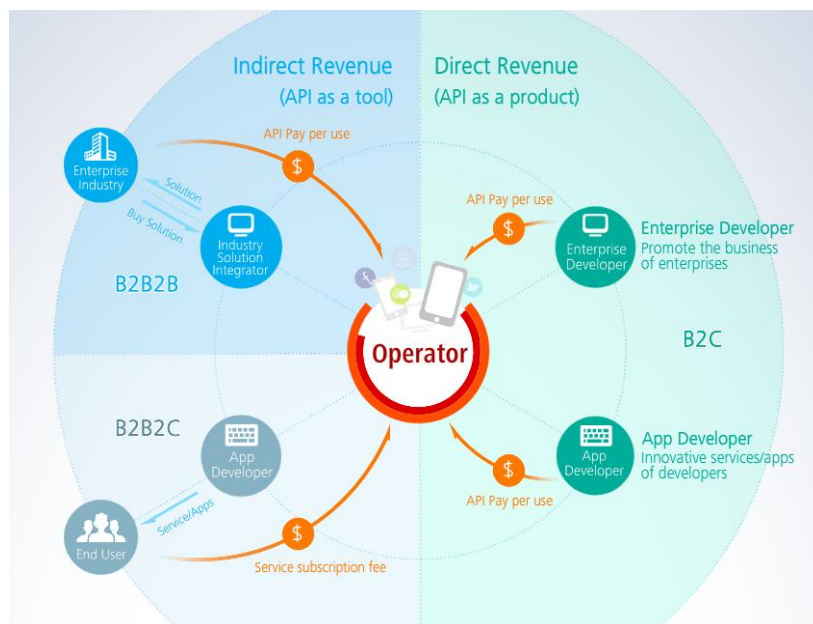 Indirect Revenue
(API as a tool)
Direct Revenue
(API as a product)
API Pay per use
$
Enterprise
Industry
Solution
Buy Solution
Industry
Solution
Integrator
B2B2B
API Pay per use
$
Enterprise
Developer
Enterprise Developer
Promote the business
of enterprises
Operator
B2C
B2B2C
App
Developer
Service/Apps
End User
$
Service subscription fee
App
Developer
App Developer
Innovative services/apps
of developers
$
API Pay per use